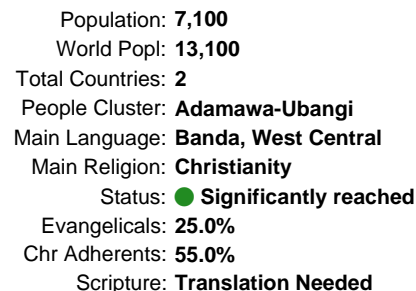 Population: 7,100
World Popl: 13,100
Total Countries: 2
People Cluster: Adamawa-Ubangi
Main Language: Banda, West Central
Main Religion: Christianity
Status: Significantly reached
Evangelicals: 25.0%
Chr Adherents: 55.0%
Scripture: Translation Needed